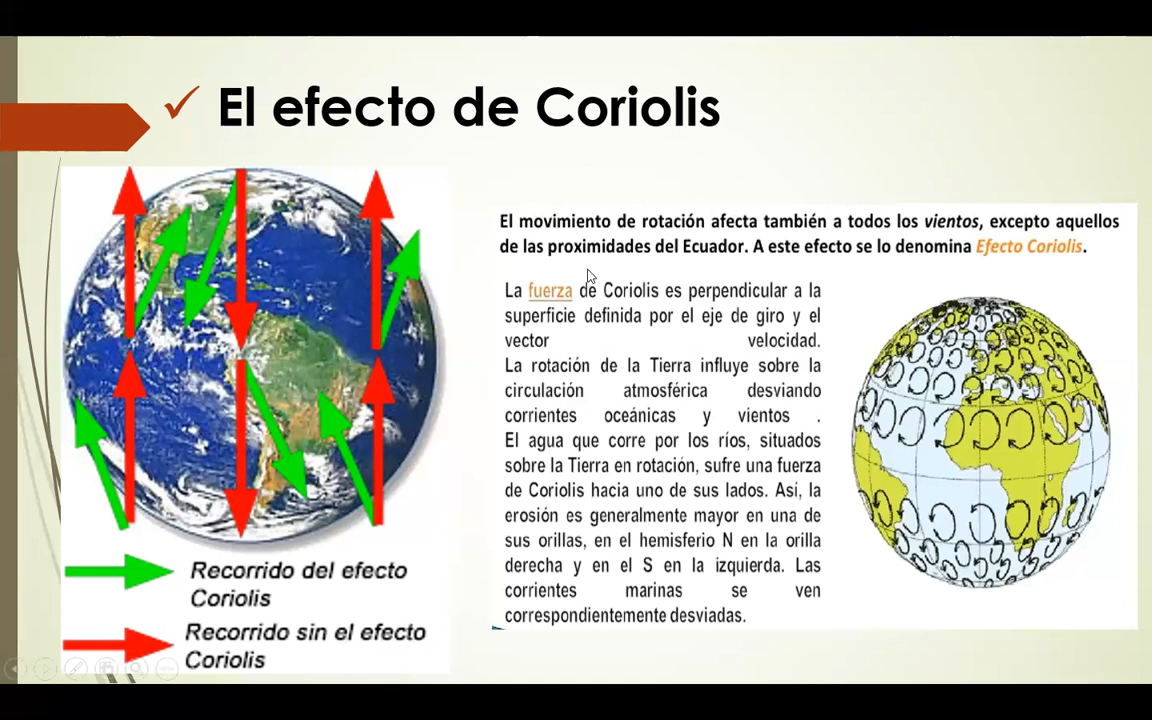 El efecto de Coriolis
El movimiento de rotación afecta también a todos los vientos, excepto aquellos
de las proximidades del Ecuador. A este efecto se lo denomina Efecto Coriolis.
La fuerza de Coriolis es perpendicular a la
superficie definida por el eje de giro y el
vector velocidad.
La rotación de la Tierra influye sobre la
circulación atmosférica desviando
corrientes oceánicas y vientos .
El agua que corre por los ríos, situados
sobre la Tierra en rotación, sufre una fuerza
de Coriolis hacia uno de sus lados. Así, la
erosión es generalmente mayor en una de
sus orillas, en el hemisferio N en la orilla
derecha y en el S en la izquierda. Las
corrientes marinas se ven
correspondientemente desviadas.
Recorrido del efecto
Coriolis
Recorrido sin el efecto
Coriolis